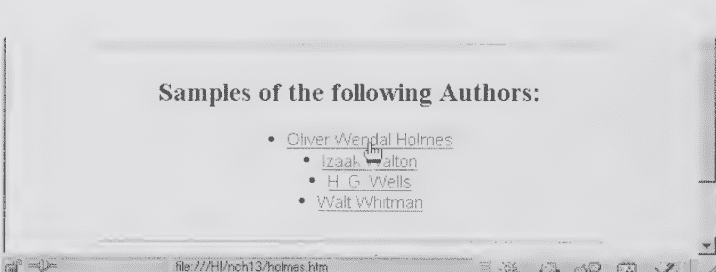 Samples of the following Authors:
• Oliver Wendal Holmes
• Izaak Walton
• H. G. Wells
• Walt Whitman
file:///H|/nch13/holmes.htm